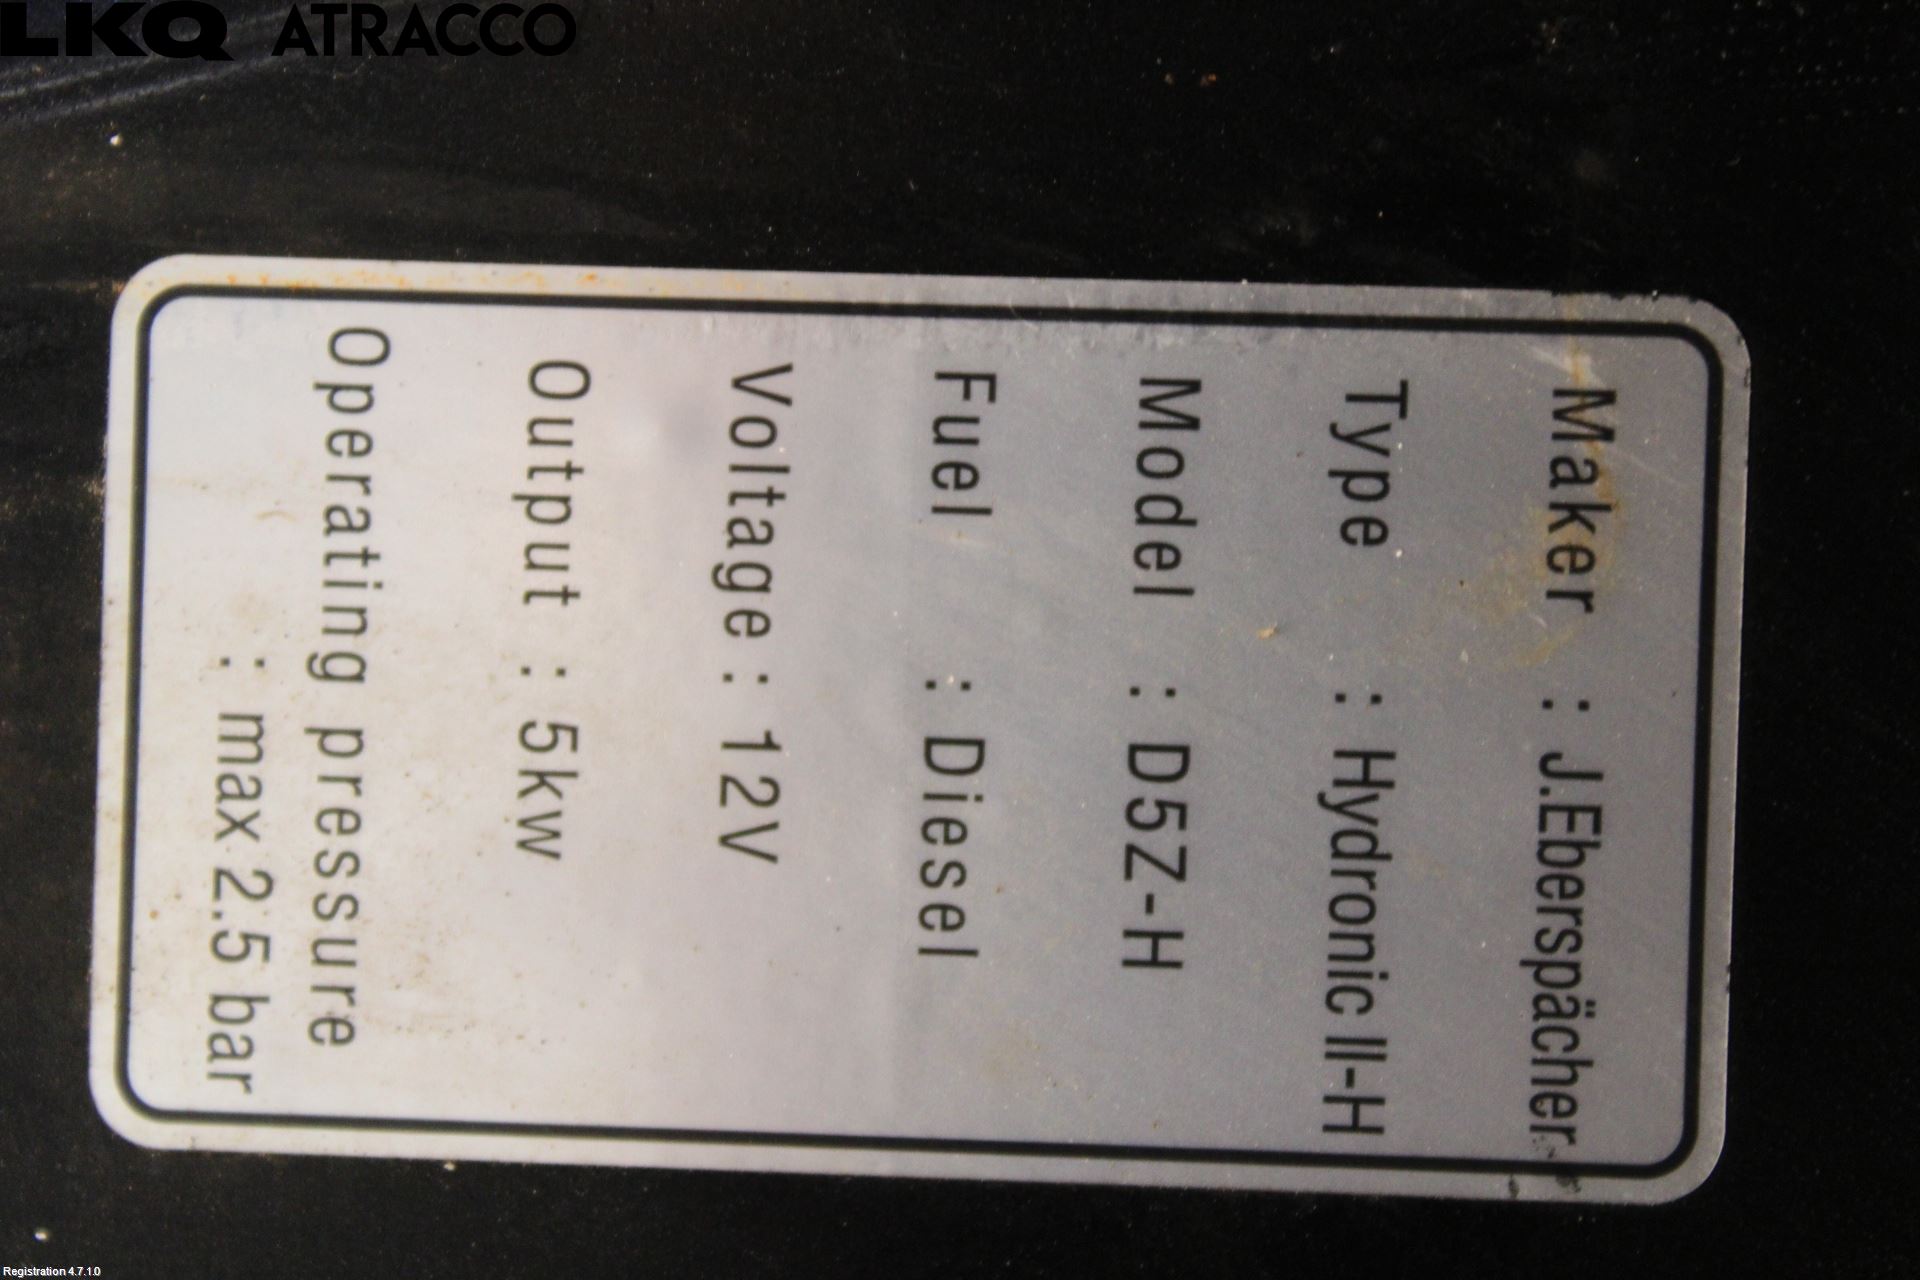 LKQ ATRACCO
Maker : J.Eberspächer
Type : Hydronic II-H
Model : D5Z-H
Fuel : Diesel
Voltage : 12V
Output : 5kw
Operating pressure
: max 2.5 bar
Registration 4.7.1.0